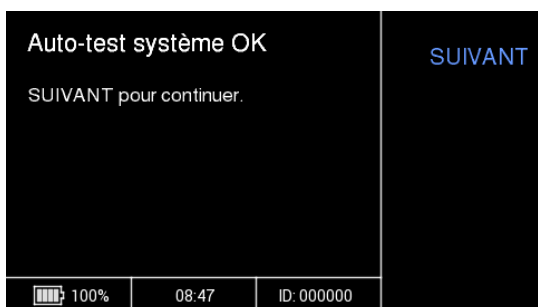 Auto-test système OK
SUIVANT
SUIVANT pour continuer.
100%
08:47
ID: 000000